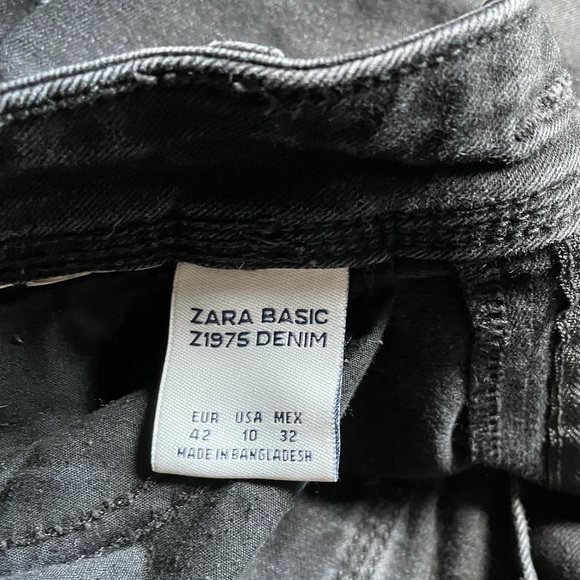 ZARA BASIC
Z1975 DENIM
EUR USA MEX
42 10 32
MADE IN BANGLADESH